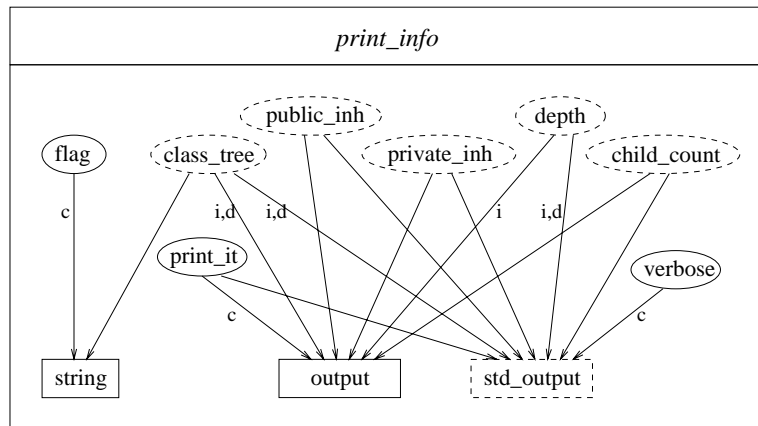 print_info
public_inh
depth
flag
class_tree
private_inh
child_count
c
i,d
i,d
i
i,d
print_it
verbose
c
c
string
output
std_output